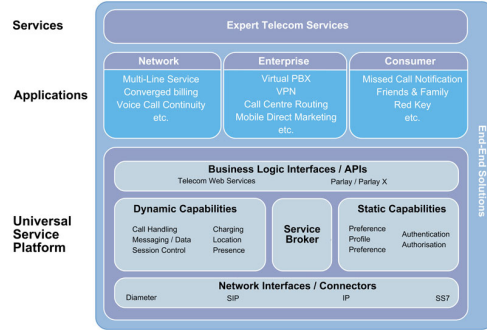 Services
Expert Telecom Services
Applications
Network
Multi-Line Service
Converged billing
Voice Call Continuity
etc.
Enterprise
Virtual PBX
VPN
Call Centre Routing
Mobile Direct Marketing
etc.
Consumer
Missed Call Notification
Friends & Family
Red Key
etc.
End-End Solutions
Universal
Service
Platform
Business Logic Interfaces / APIs
Telecom Web Services
Parlay / Parlay X
Dynamic Capabilities
Call Handling
Messaging / Data
Session Control
Charging
Location
Presence
Service
Broker
Static Capabilities
Preference
Profile
Preference
Authentication
Authorisation
Network Interfaces / Connectors
Diameter
SIP
IP
SS7